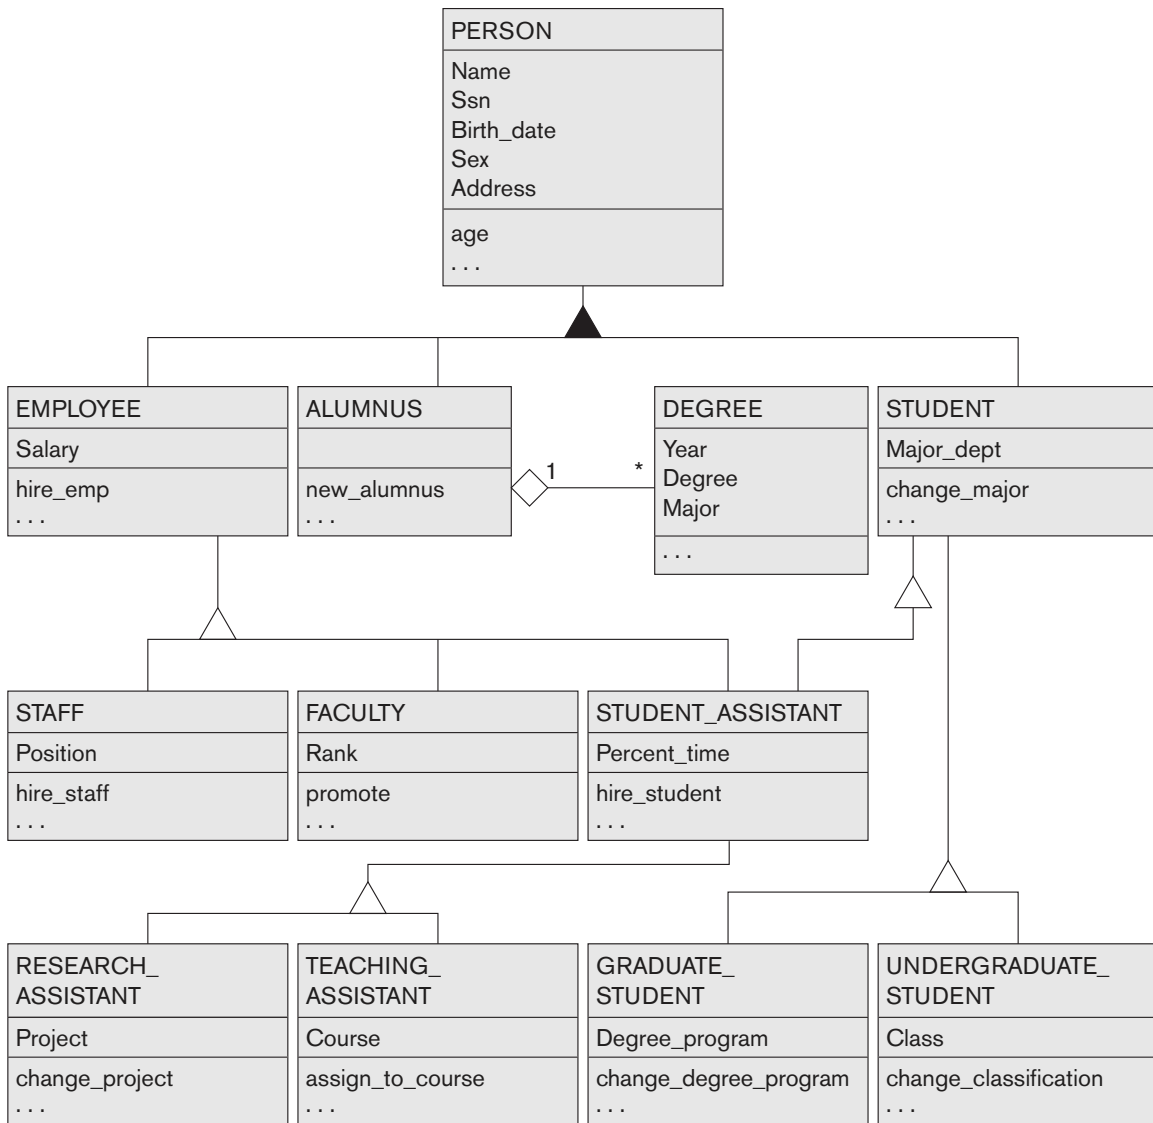 PERSON
Name
Ssn
Birth_date
Sex
Address
age
. . .
EMPLOYEE
Salary
hire_emp
. . .
ALUMNUS
new_alumnus
. . .
1
*
DEGREE
Year
Degree
Major
. . .
STUDENT
Major_dept
change_major
. . .
STAFF
Position
hire_staff
. . .
FACULTY
Rank
promote
. . .
STUDENT_ASSISTANT
Percent_time
hire_student
. . .
RESEARCH_
ASSISTANT
Project
change_project
. . .
TEACHING_
ASSISTANT
Course
assign_to_course
. . .
GRADUATE_
STUDENT
Degree_program
change_degree_program
. . .
UNDERGRADUATE_
STUDENT
Class
change_classification
. . .